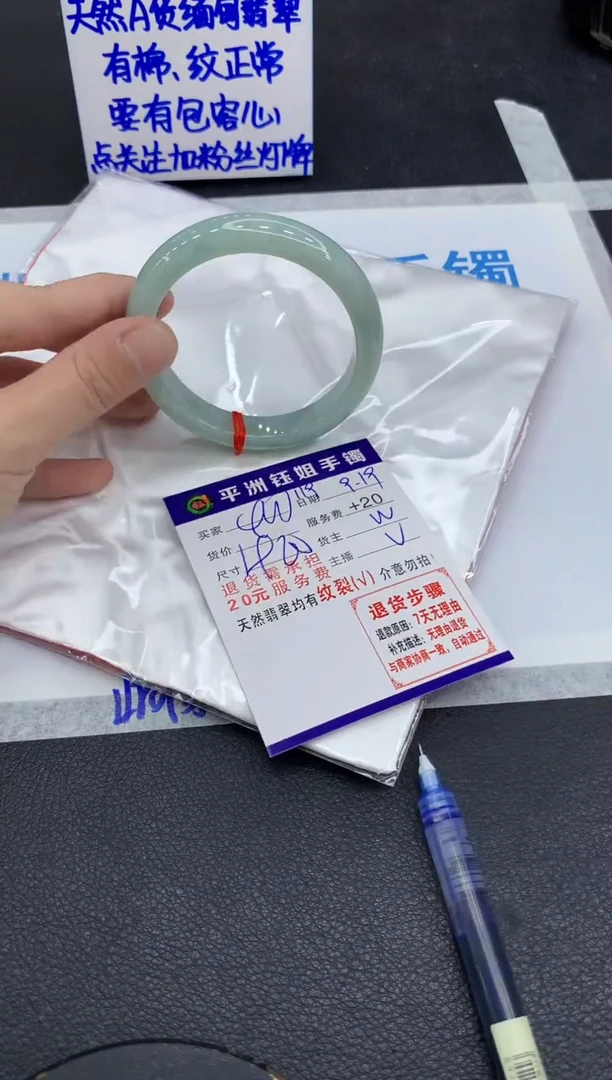 天然A货缅甸翡翠
有棉、纹正常
要有包容心
点关注加粉丝灯牌
手镯
平洲钰姐手镯
买家
日期 9.19
货价
服务费 +20
尺寸
货主 W
主播 V
退货需承担
20元服务费
天然翡翠均有纹裂(√) 介意勿拍!
退货步骤
退款原因: 7天无理由
补充描述: 无理由退货
与商家协商一致, 自动通过